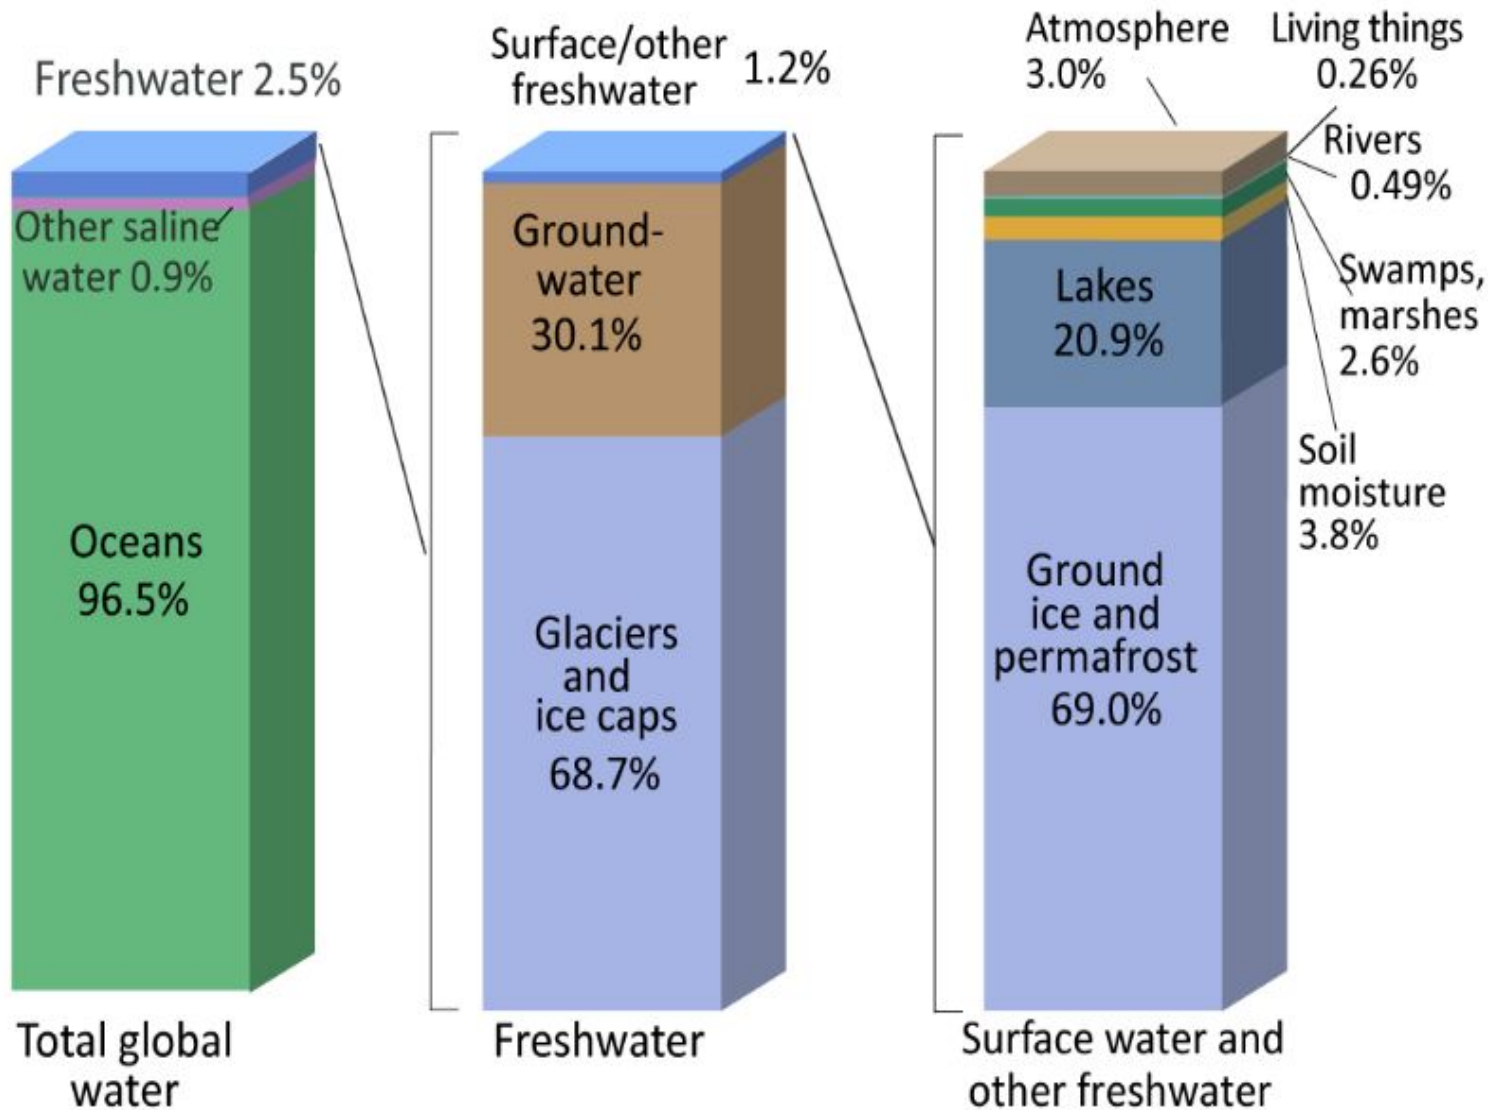 Freshwater 2.5%
Other saline
water 0.9%
Oceans
96.5%
Total global
water
Surface/other
freshwater
1.2%
Ground-
water
30.1%
Glaciers
and
ice caps
68.7%
Freshwater
Atmosphere
3.0%
Living things
0.26%
Rivers
0.49%
Swamps,
marshes
2.6%
Soil
moisture
3.8%
Lakes
20.9%
Ground
ice and
permafrost
69.0%
Surface water and
other freshwater